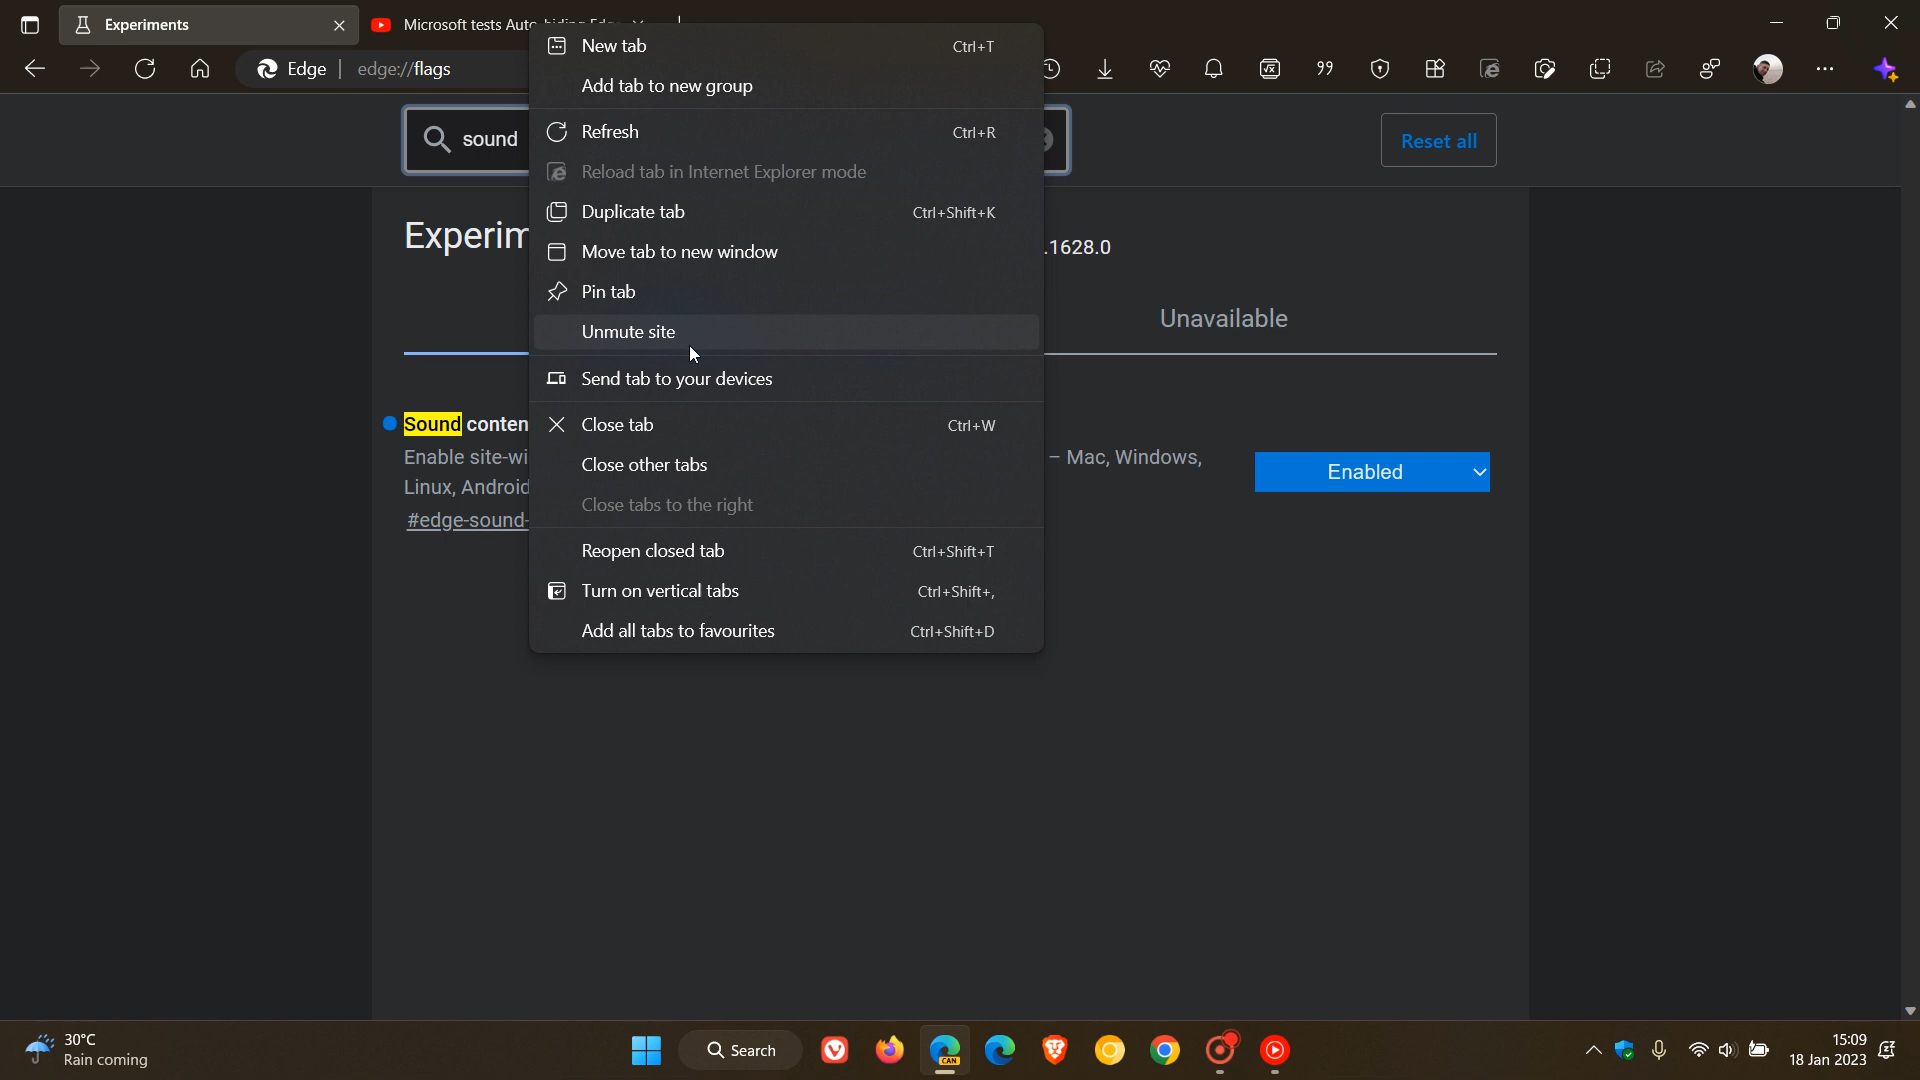 Experiments
Microsoft tests Auto-hiding Edge
Edge
edge://flags
sound
Reset all
New tab Ctrl+T
Add tab to new group
Refresh Ctrl+R
Reload tab in Internet Explorer mode
Duplicate tab Ctrl+Shift+K
Move tab to new window
Pin tab
Unmute site
Send tab to your devices
Close tab Ctrl+W
Close other tabs
Close tabs to the right
Reopen closed tab Ctrl+Shift+T
Turn on vertical tabs Ctrl+Shift+,
Add all tabs to favourites Ctrl+Shift+D
Experim
.1628.0
Unavailable
Sound conten
Enable site-wi
– Mac, Windows,
Linux, Android
#edge-sound-
Enabled
30°C
Rain coming
Search
CAN
15:09
18 Jan 2023